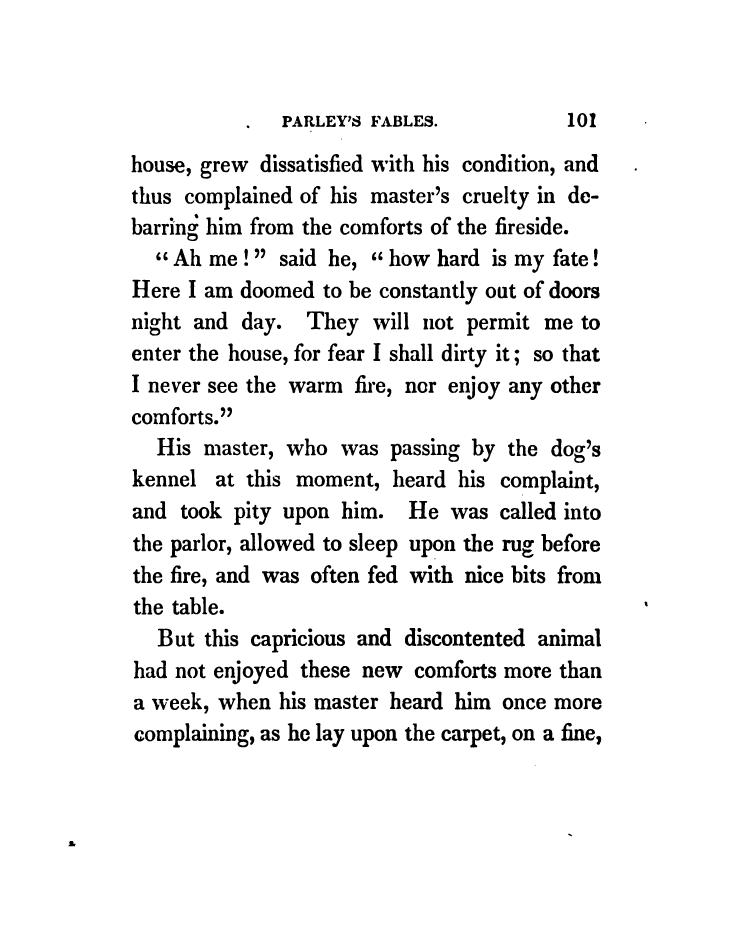 PARLEY'S FABLES. 101
house, grew dissatisfied with his condition, and
thus complained of his master's cruelty in de-
barring him from the comforts of the fireside.
“Ah me!” said he, “how hard is my fate!
Here I am doomed to be constantly out of doors
night and day. They will not permit me to
enter the house, for fear I shall dirty it; so that
I never see the warm fire, nor enjoy any other
comforts.”
His master, who was passing by the dog's
kennel at this moment, heard his complaint,
and took pity upon him. He was called into
the parlor, allowed to sleep upon the rug before
the fire, and was often fed with nice bits from
the table.
But this capricious and discontented animal
had not enjoyed these new comforts more than
a week, when his master heard him once more
complaining, as he lay upon the carpet, on a fine,